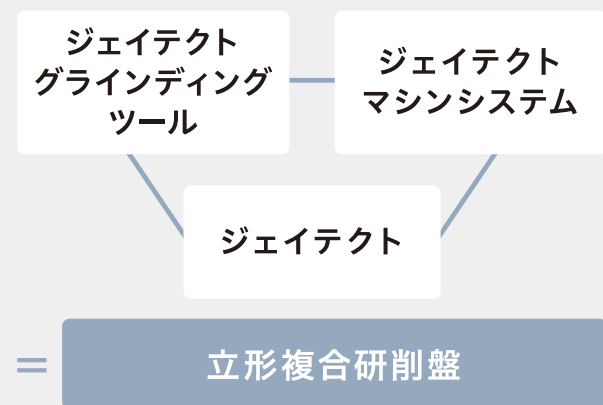 ジェイテクト
グラインディング
ツール
ジェイテクト
マシンシステム
ジェイテクト
＝
立形複合研削盤